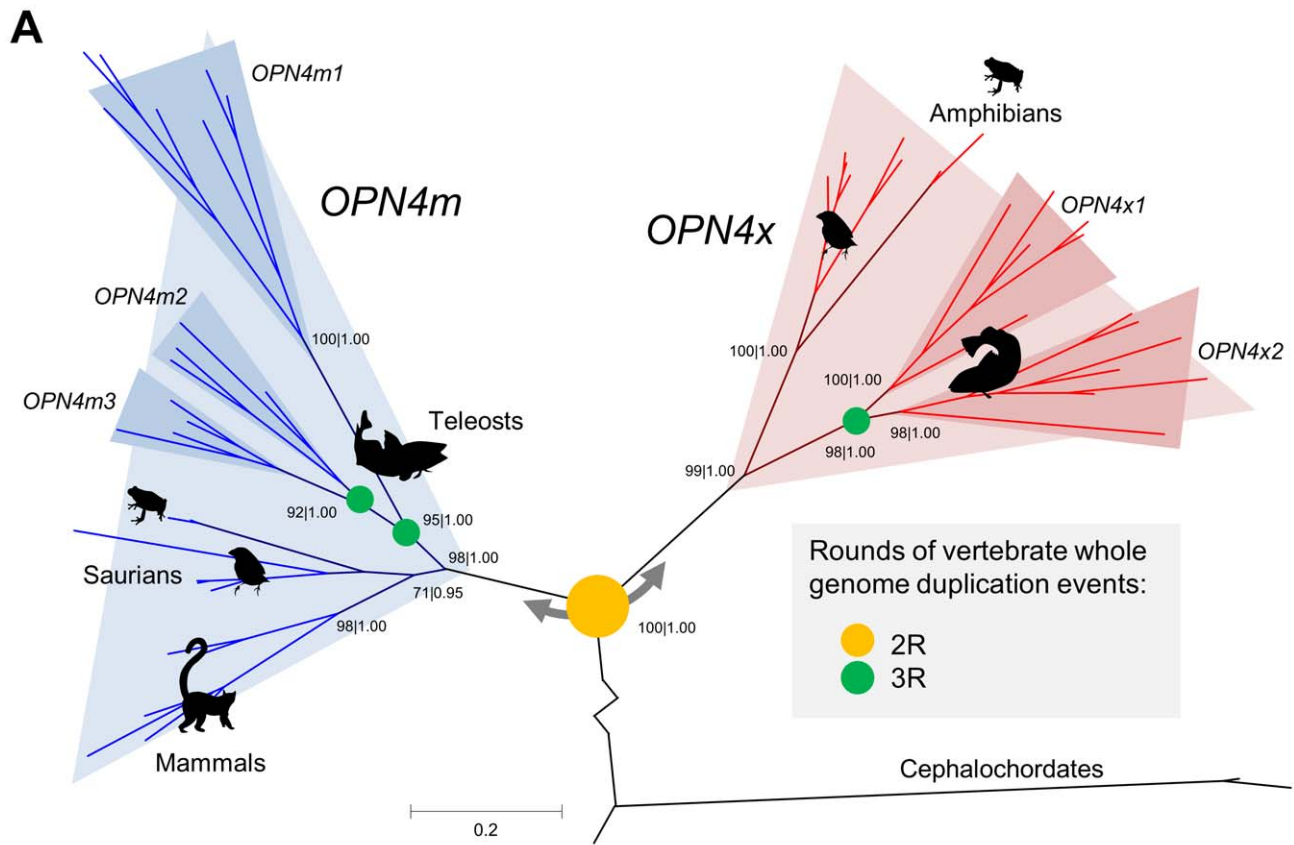 A
OPN4m1
OPN4m
OPN4m2
OPN4m3
100|1.00
Teleosts
92|1.00
95|1.00
98|1.00
Saurians
71|0.95
98|1.00
Mammals
Amphibians
OPN4x
OPN4x1
OPN4x2
100|1.00
100|1.00
98|1.00
98|1.00
99|1.00
100|1.00
Rounds of vertebrate whole
genome duplication events:
2R
3R
Cephalochordates
0.2